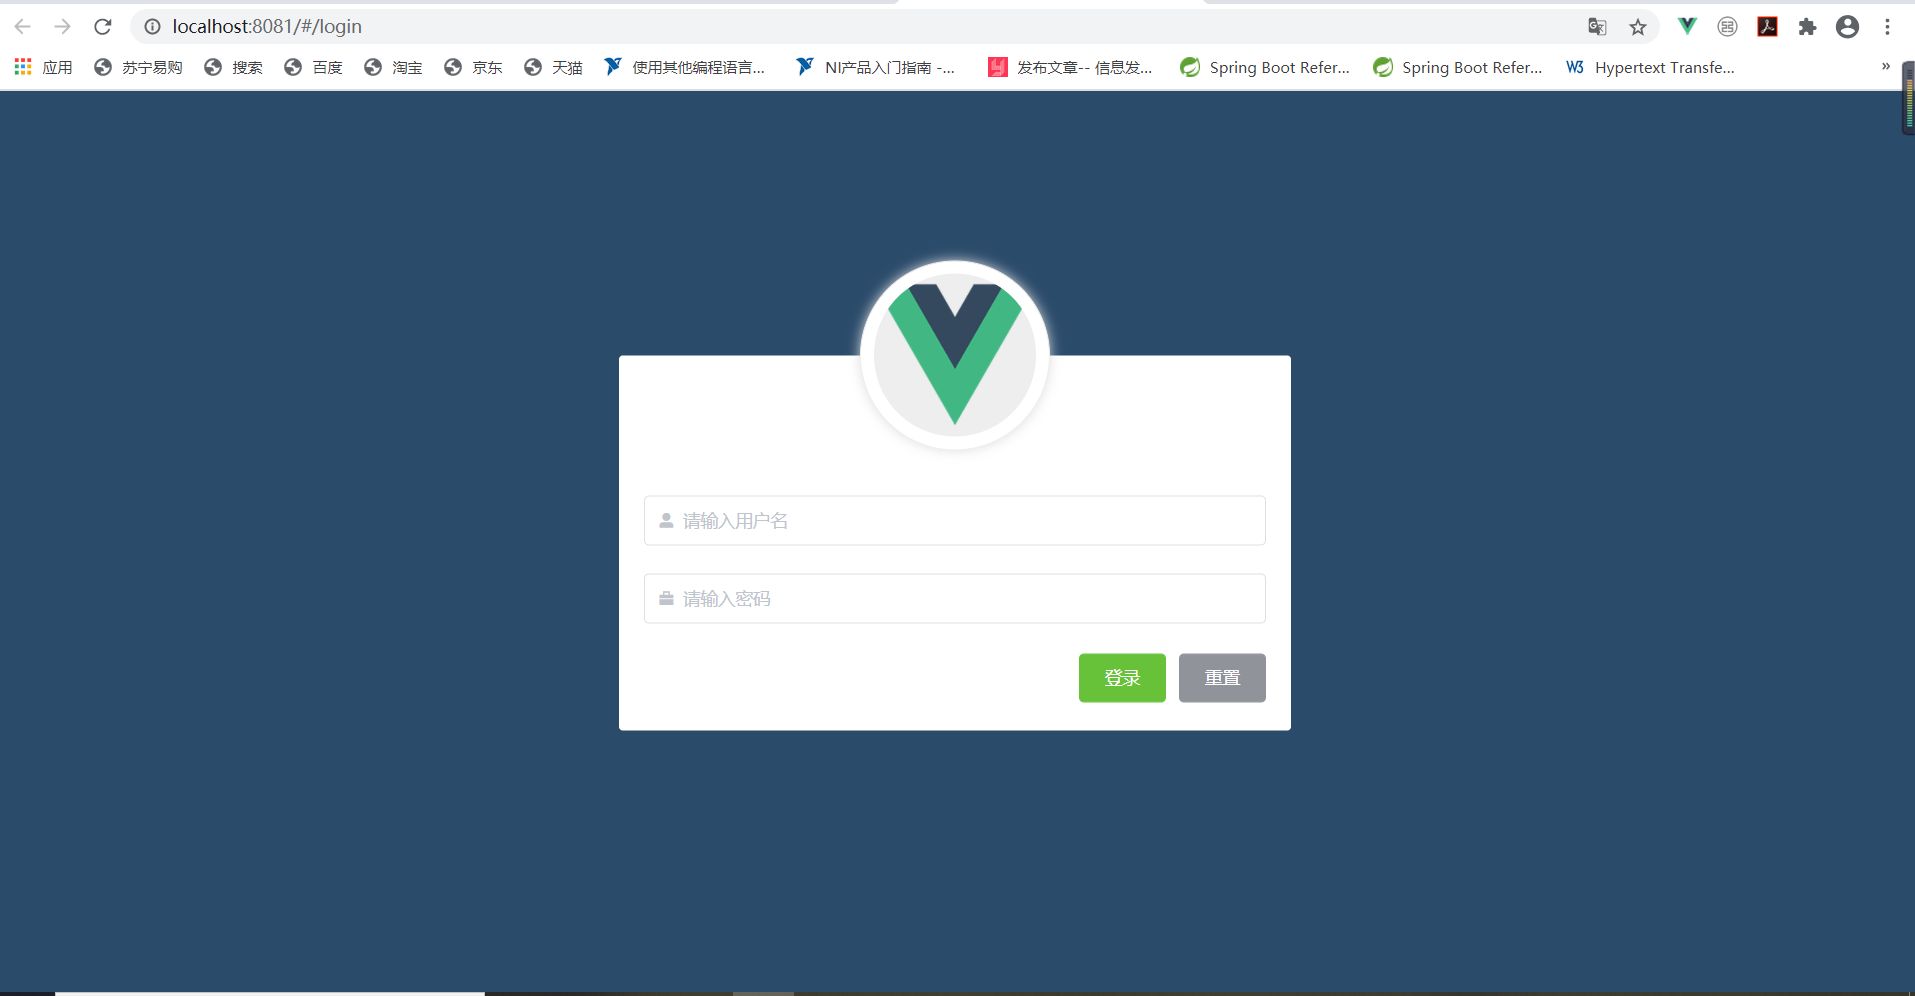 localhost:8081/#/login
应用 苏宁易购 搜索 百度 淘宝 京东 天猫 使用其他编程语言... NI产品入门指南 -... 发布文章-- 信息发... Spring Boot Refer... Spring Boot Refer... W3 Hypertext Transfe... »
请输入用户名
请输入密码
登录 重置